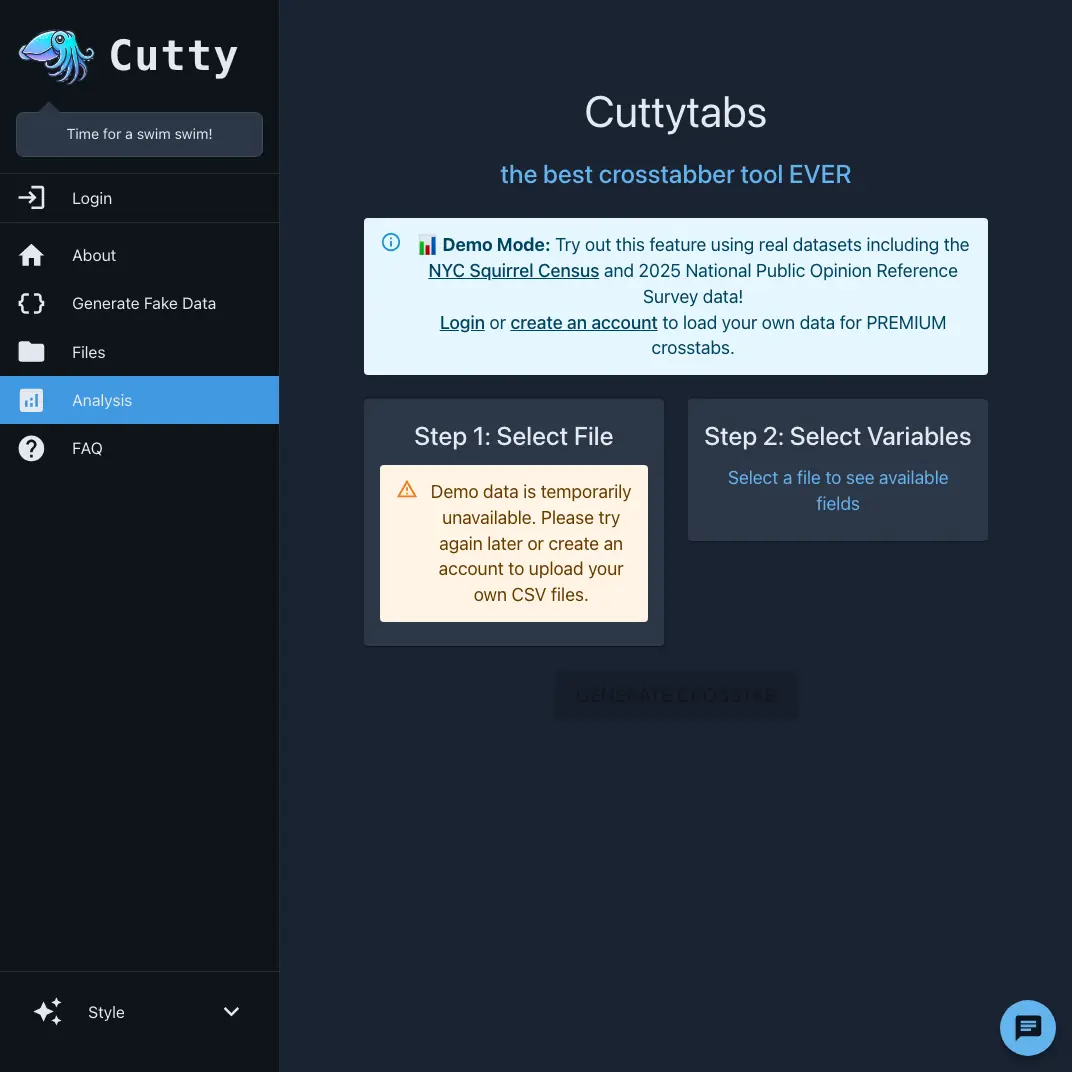 Cutty
Time for a swim swim!
Login
About
Generate Fake Data
Files
Analysis
FAQ
Style
Cuttytabs
the best crosstabber tool EVER
📊 Demo Mode: Try out this feature using real datasets including the
NYC Squirrel Census and 2025 National Public Opinion Reference
Survey data!
Login or create an account to load your own data for PREMIUM
crosstabs.
Step 1: Select File
Demo data is temporarily
unavailable. Please try
again later or create an
account to upload your
own CSV files.
Step 2: Select Variables
Select a file to see available
fields
GENERATE CROSSTAB